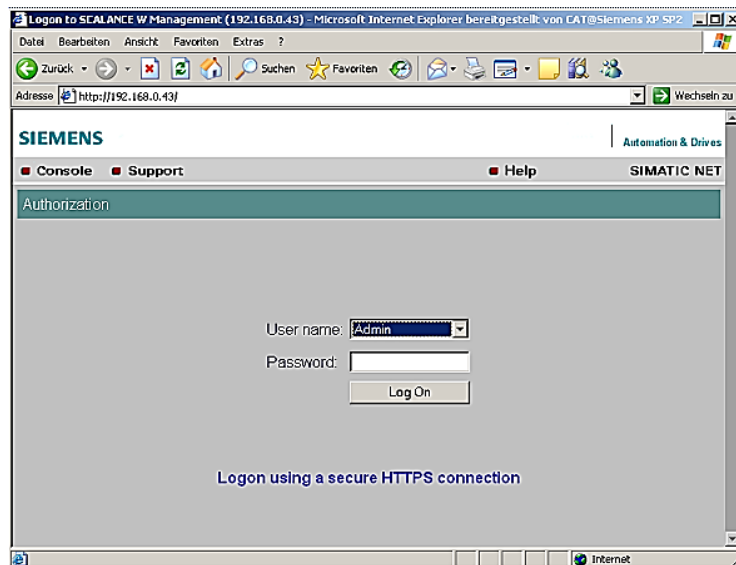 Logon to SCALANCE W Management (192.168.0.43) - Microsoft Internet Explorer bereitgestellt von CAT@Siemens XP SP2
Datei Bearbeiten Ansicht Favoriten Extras ?
Zurück Suchen Favoriten
Adresse http://192.168.0.43/ Wechseln zu
SIEMENS
Automation & Drives
Console Support Help SIMATIC NET
Authorization
User name: Admin
Password:
Log On
Logon using a secure HTTPS connection
Internet